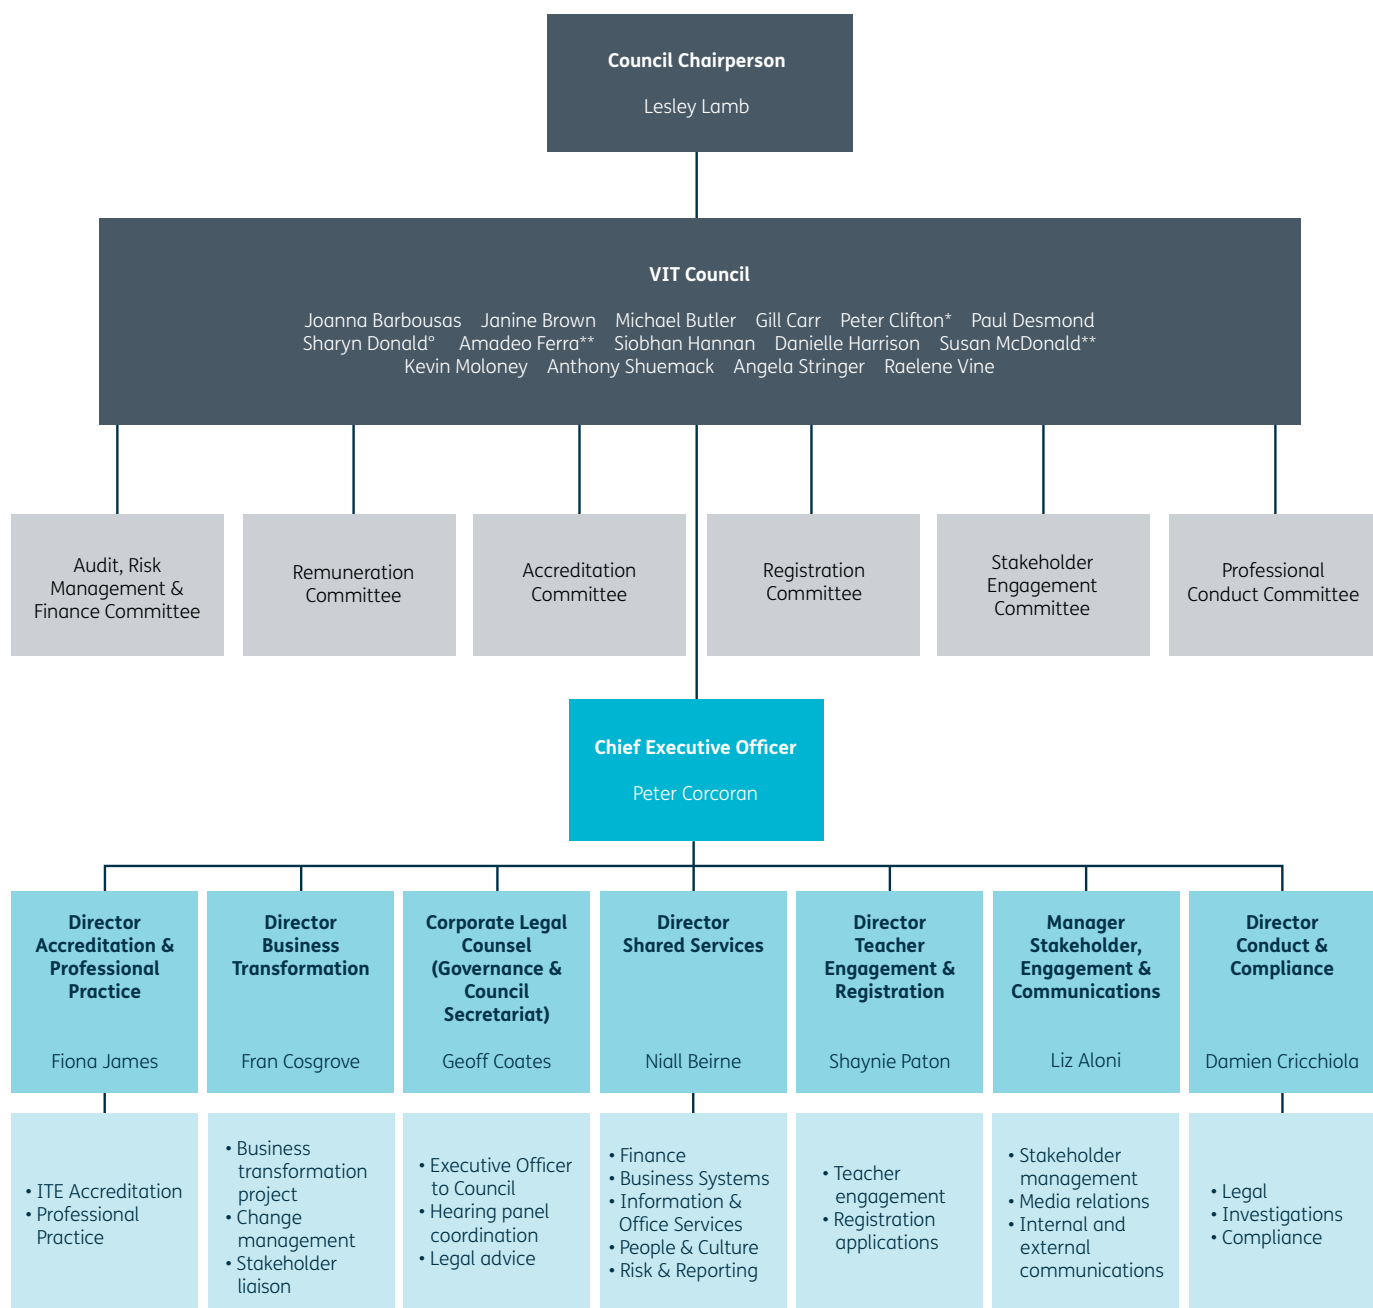 Council Chairperson
Lesley Lamb
VIT Council
Joanna Barbousas Janine Brown Michael Butler Gill Carr Peter Clifton* Paul Desmond
Sharyn Donald° Amadeo Ferra** Siobhan Hannan Danielle Harrison Susan McDonald**
Kevin Moloney Anthony Shuemack Angela Stringer Raelene Vine
Audit, Risk
Management &
Finance Committee
Remuneration
Committee
Accreditation
Committee
Registration
Committee
Stakeholder
Engagement
Committee
Professional
Conduct Committee
Chief Executive Officer
Peter Corcoran
Director
Accreditation &
Professional
Practice
Fiona James
Director
Business
Transformation
Fran Cosgrove
Corporate Legal
Counsel
(Governance &
Council
Secretariat)
Geoff Coates
Director
Shared Services
Niall Beirne
Director
Teacher
Engagement &
Registration
Shaynie Paton
Manager
Stakeholder,
Engagement &
Communications
Liz Aloni
Director
Conduct &
Compliance
Damien Cricchiola
• ITE Accreditation
• Professional
Practice
• Business
transformation
project
• Change
management
• Stakeholder
liaison
• Executive Officer
to Council
• Hearing panel
coordination
• Legal advice
• Finance
• Business Systems
• Information &
Office Services
• People & Culture
• Risk & Reporting
• Teacher
engagement
• Registration
applications
• Stakeholder
management
• Media relations
• Internal and
external
communications
• Legal
• Investigations
• Compliance